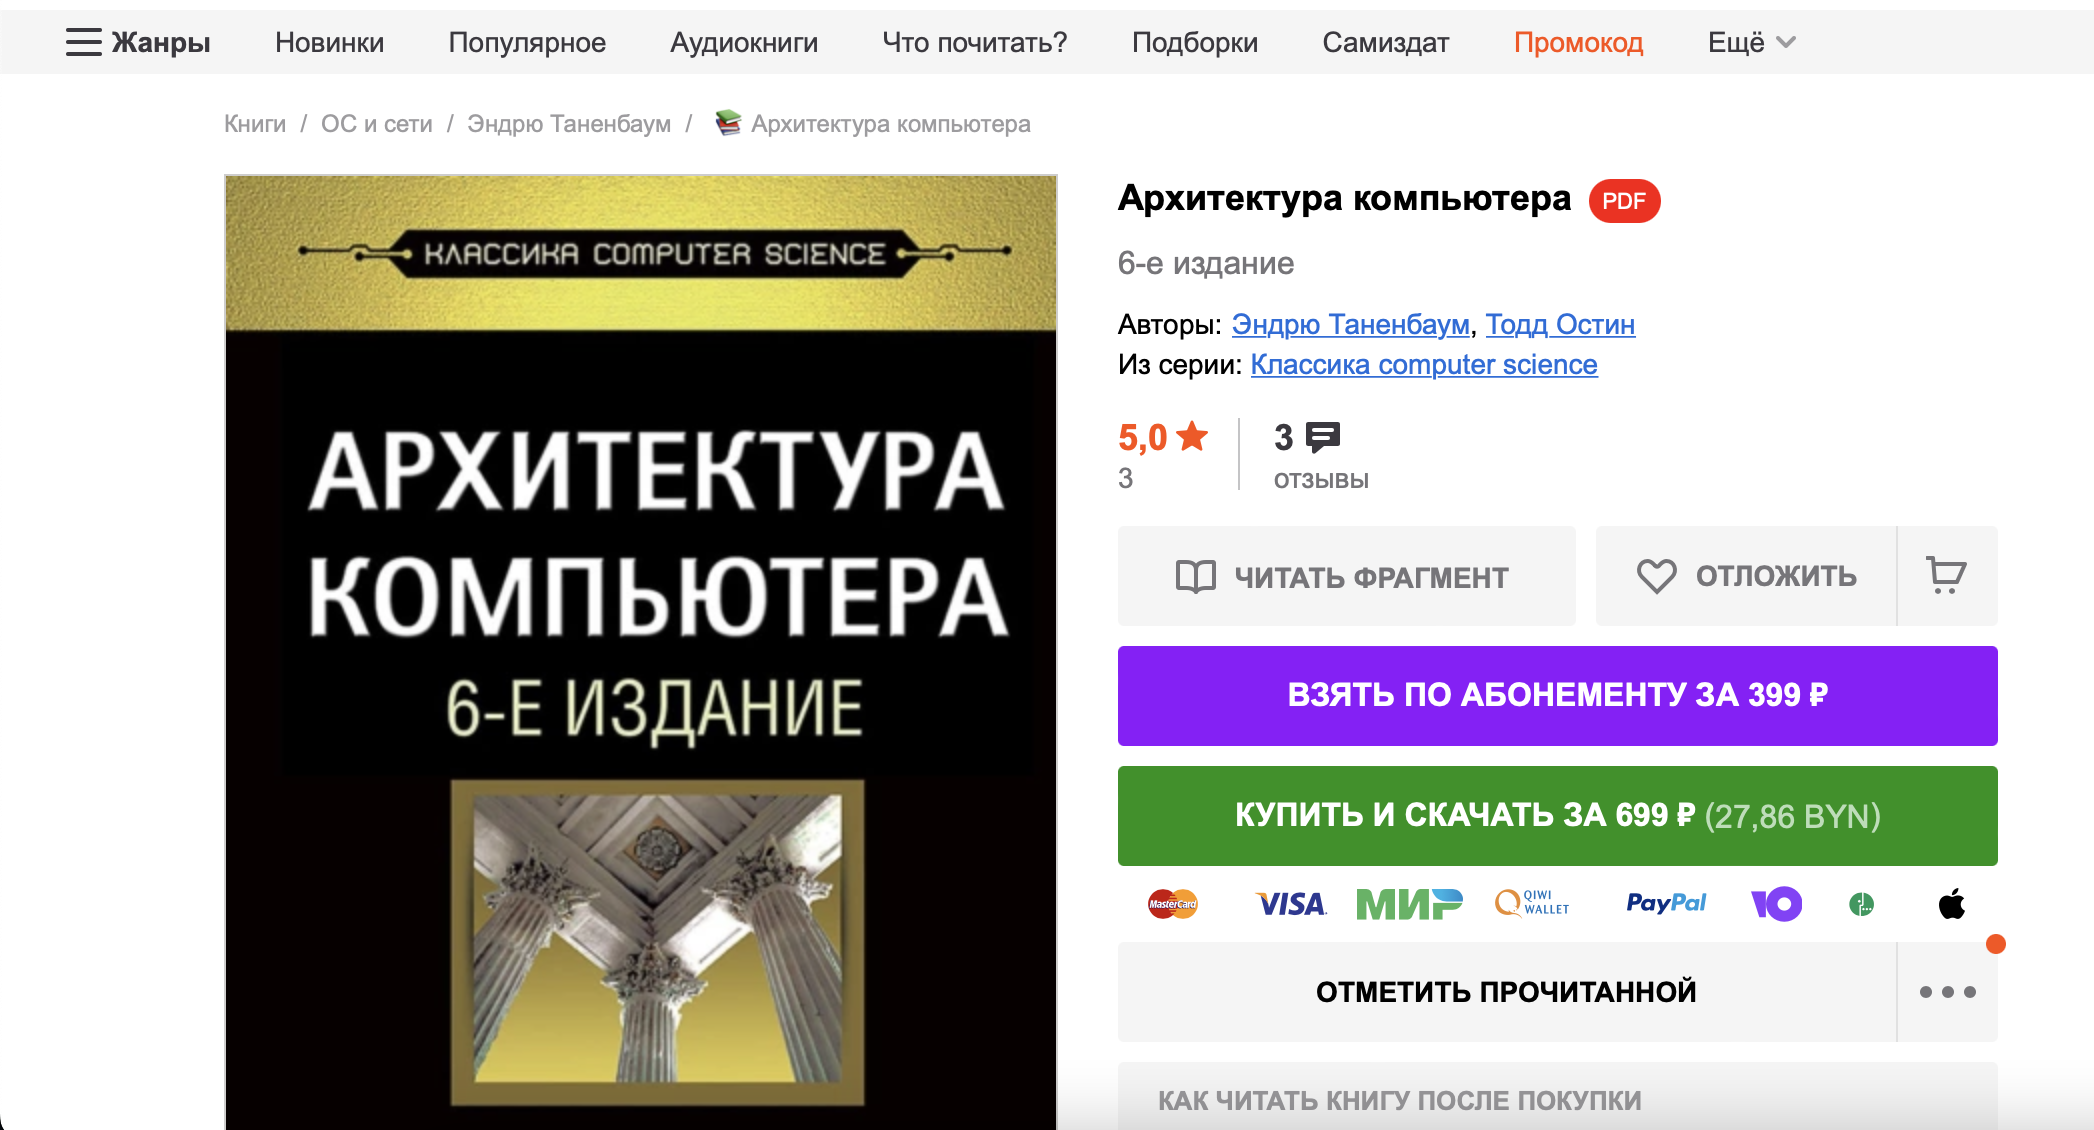 Жанры Новинки Популярное Аудиокниги Что почитать? Подборки Самиздат Промокод Ещё
Книги / ОС и сети / Эндрю Таненбаум / Архитектура компьютера
КЛАССИКА COMPUTER SCIENCE
АРХИТЕКТУРА
КОМПЬЮТЕРА
6-Е ИЗДАНИЕ
Архитектура компьютера PDF
6-е издание
Авторы: Эндрю Таненбаум, Тодд Остин
Из серии: Классика computer science
5,0 3
3 отзывы
ЧИТАТЬ ФРАГМЕНТ ОТЛОЖИТЬ
ВЗЯТЬ ПО АБОНЕМЕНТУ ЗА 399 ₽
КУПИТЬ И СКАЧАТЬ ЗА 699 ₽ (27,86 BYN)
MasterCard VISA МИР QIWI WALLET PayPal Ю
ОТМЕТИТЬ ПРОЧИТАННОЙ
КАК ЧИТАТЬ КНИГУ ПОСЛЕ ПОКУПКИ